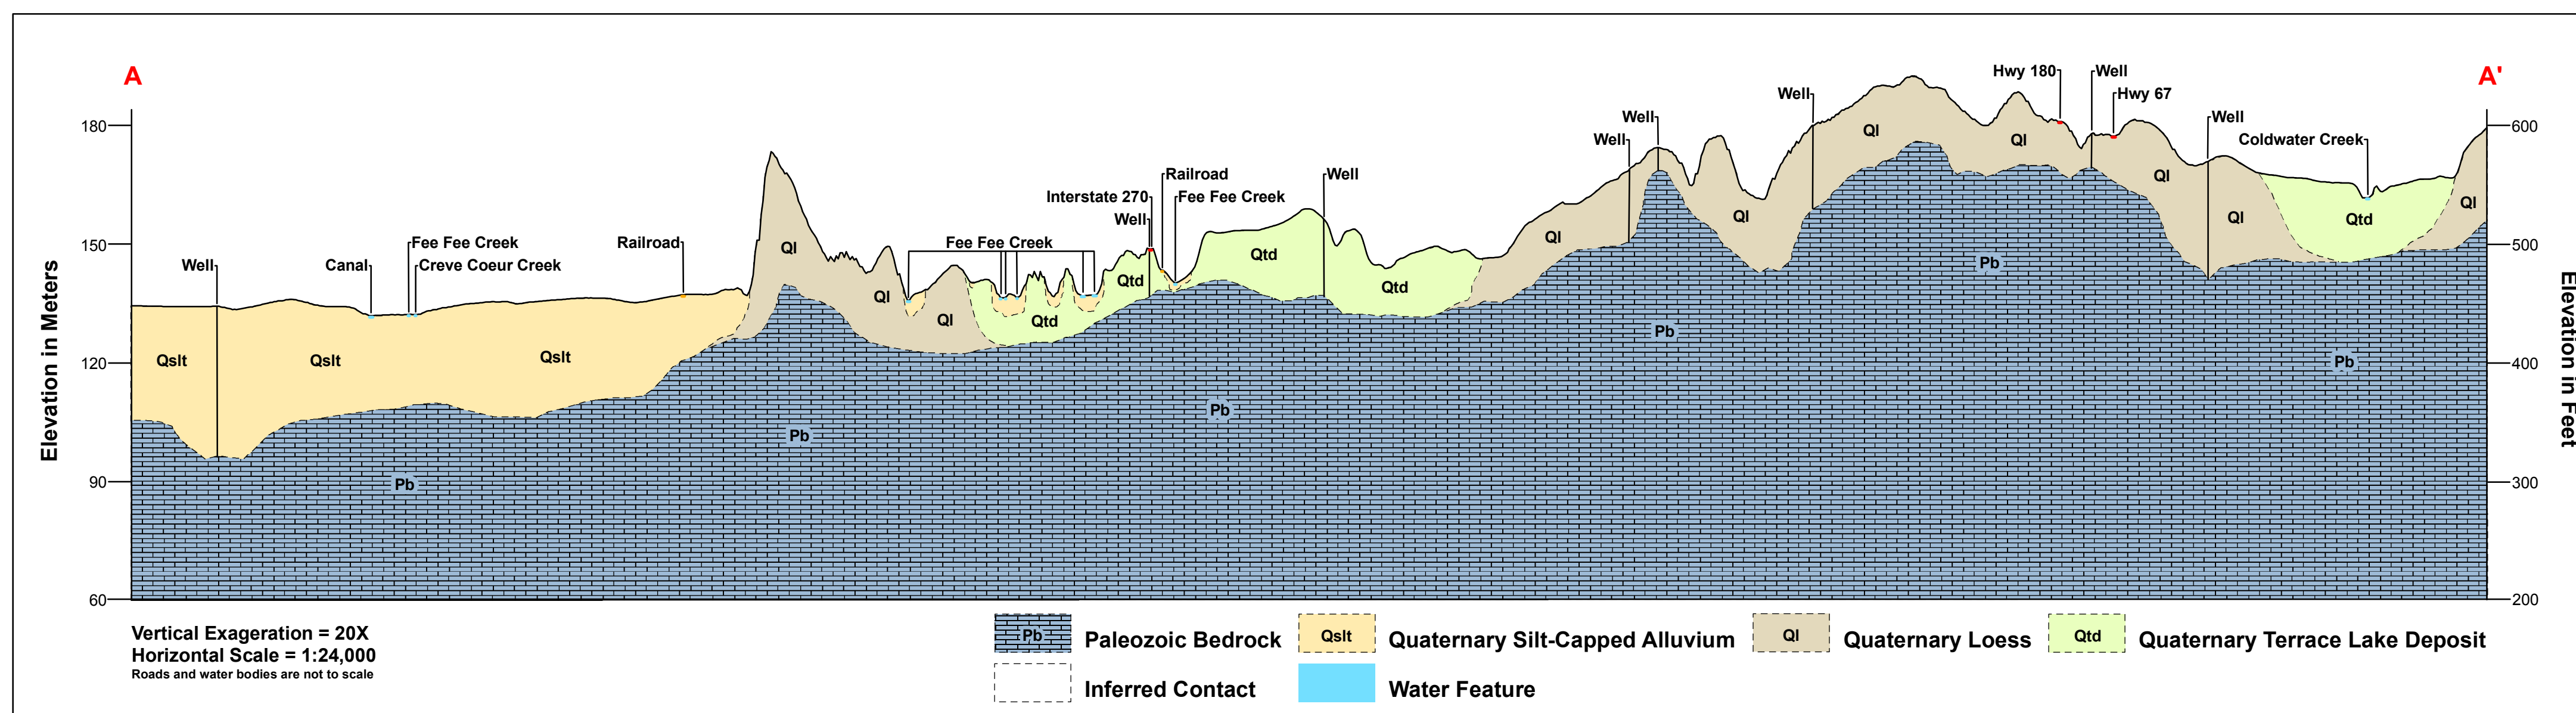 A
A'
Hwy 180
Well
Well
Hwy 67
Well
Well
Well
Coldwater Creek
Railroad
Well
Interstate 270
Fee Fee Creek
Well
Fee Fee Creek
Railroad
Fee Fee Creek
Well
Canal
Creve Coeur Creek
180
150
120
90
60
Elevation in Meters
600
500
400
300
200
Elevation in Feet
Qslt
Qslt
Qslt
Ql
Ql
Ql
Qtd
Qtd
Qtd
Qtd
Ql
Ql
Ql
Ql
Ql
Ql
Qtd
Ql
Pb
Pb
Pb
Pb
Pb
Pb
Vertical Exageration = 20X
Horizontal Scale = 1:24,000
Roads and water bodies are not to scale
Pb Paleozoic Bedrock
Qslt Quaternary Silt-Capped Alluvium
Ql Quaternary Loess
Qtd Quaternary Terrace Lake Deposit
Inferred Contact
Water Feature